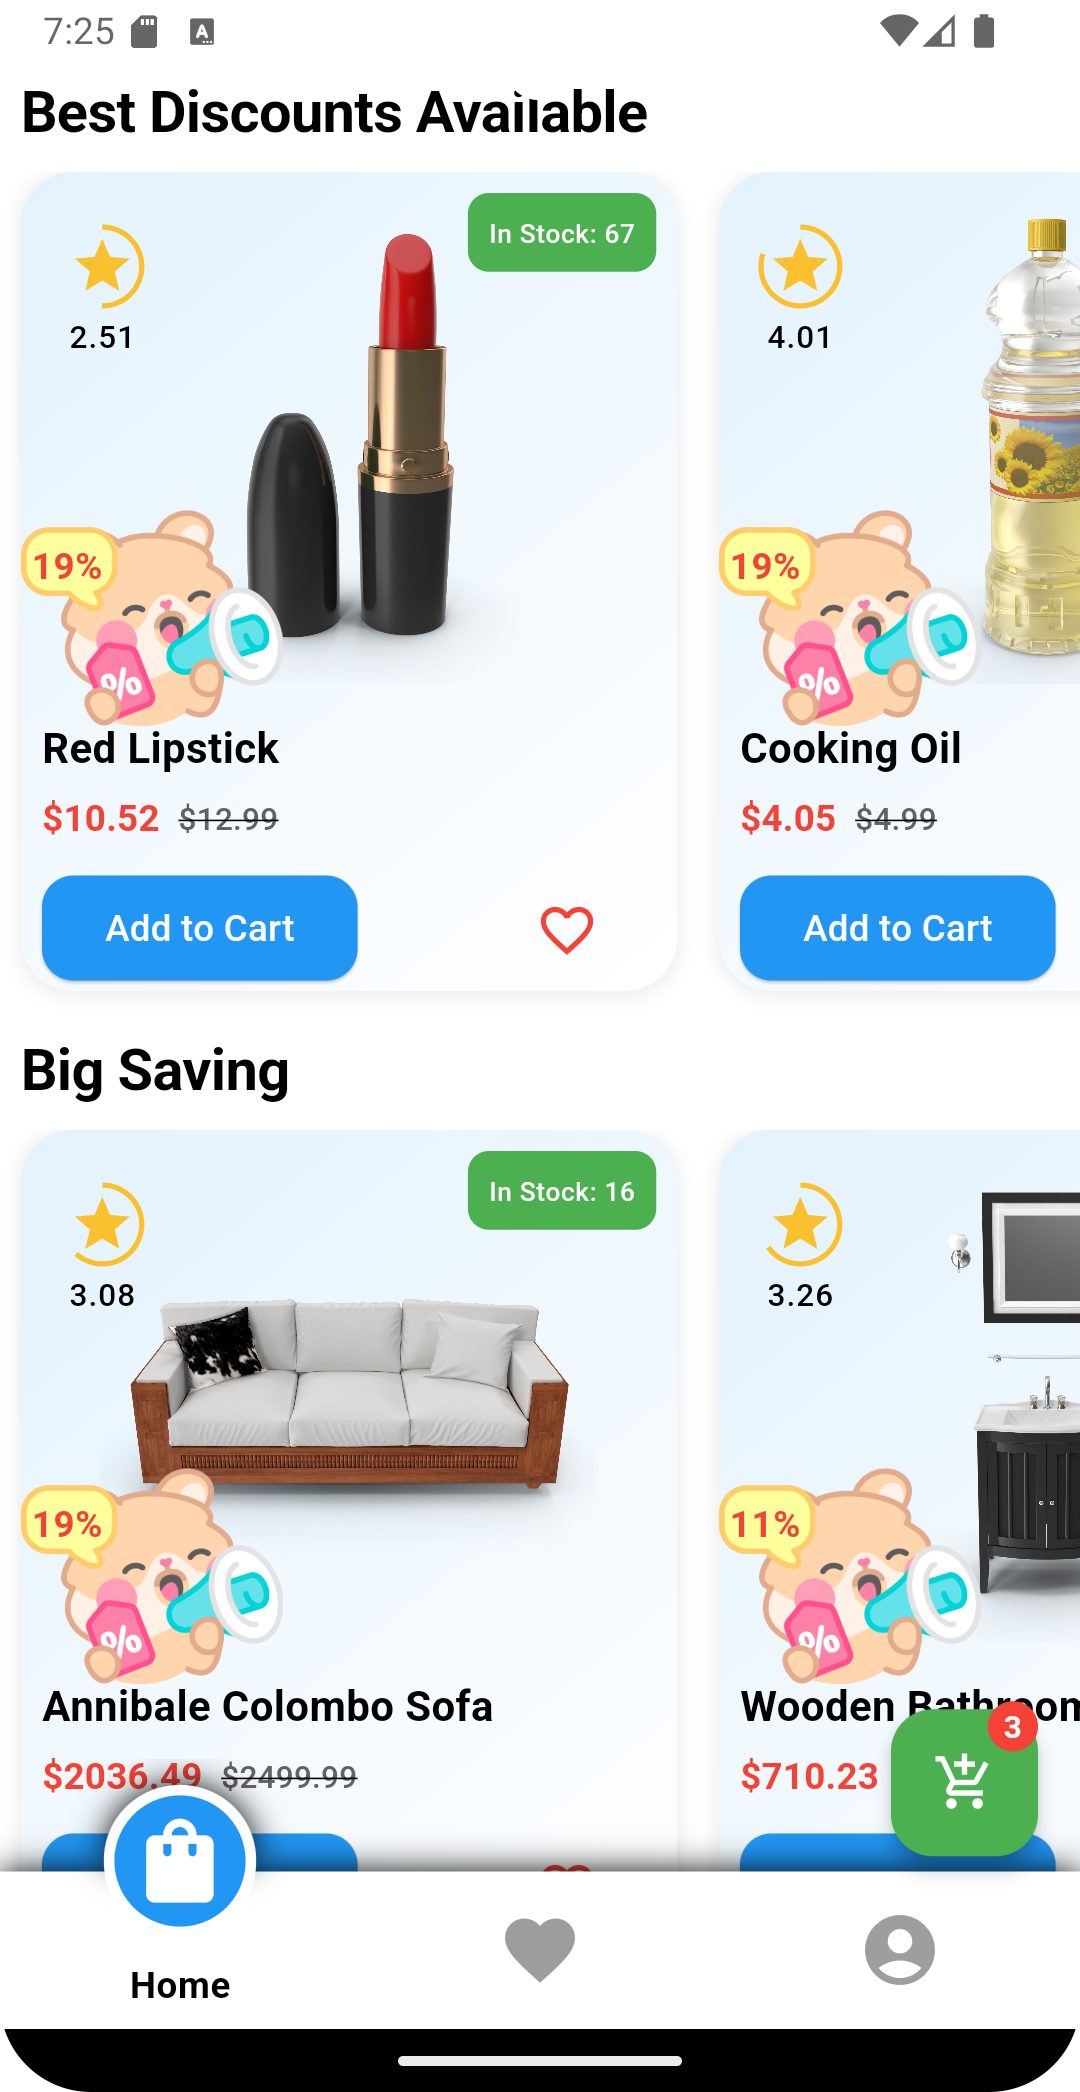 7:25
Best Discounts Available
In Stock: 67
2.51
4.01
19%
19%
%
%
Red Lipstick
Cooking Oil
$10.52 $12.99
$4.05 $4.99
Add to Cart
Add to Cart
Big Saving
In Stock: 16
3.08
3.26
19%
11%
%
%
Annibale Colombo Sofa
Wooden Bathroom
3
$2036.49 $2499.99
$710.23
Home